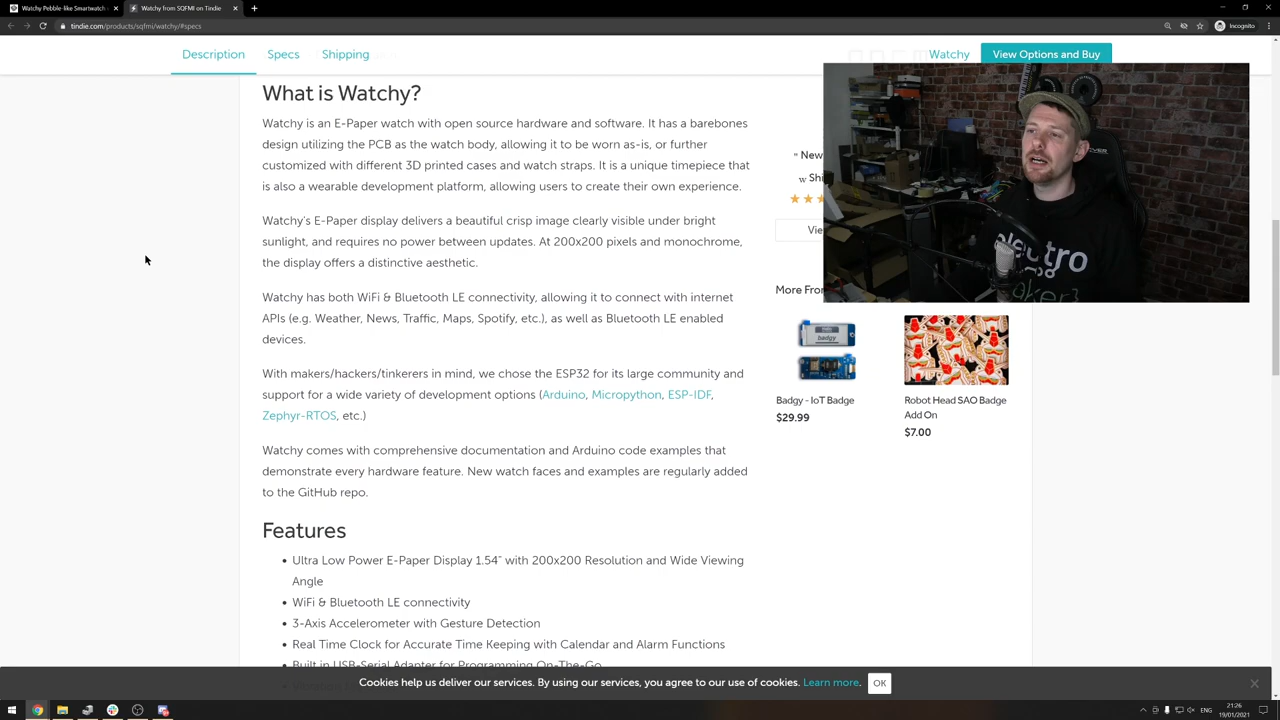 Watchy Pebble-like Smartwatch
Watchy from SQFMI on Tindie
tindie.com/products/sqfmi/watchy/#specs
Incognito
Description
Specs
Shipping
Watchy
View Options and Buy
What is Watchy?
Watchy is an E-Paper watch with open source hardware and software. It has a barebones
design utilizing the PCB as the watch body, allowing it to be worn as-is, or further
customized with different 3D printed cases and watch straps. It is a unique timepiece that
is also a wearable development platform, allowing users to create their own experience.
Watchy's E-Paper display delivers a beautiful crisp image clearly visible under bright
sunlight, and requires no power between updates. At 200x200 pixels and monochrome,
the display offers a distinctive aesthetic.
Watchy has both WiFi & Bluetooth LE connectivity, allowing it to connect with internet
APIs (e.g. Weather, News, Traffic, Maps, Spotify, etc.), as well as Bluetooth LE enabled
devices.
With makers/hackers/tinkerers in mind, we chose the ESP32 for its large community and
support for a wide variety of development options (Arduino, Micropython, ESP-IDF,
Zephyr-RTOS, etc.)
Watchy comes with comprehensive documentation and Arduino code examples that
demonstrate every hardware feature. New watch faces and examples are regularly added
to the GitHub repo.
Features
• Ultra Low Power E-Paper Display 1.54" with 200x200 Resolution and Wide Viewing
Angle
• WiFi & Bluetooth LE connectivity
• 3-Axis Accelerometer with Gesture Detection
• Real Time Clock for Accurate Time Keeping with Calendar and Alarm Functions
• Built in USB-Serial Adapter for Programming On-The-Go
New
Shi
Vie
More Fro
badgy
Badgy - IoT Badge
$29.99
Robot Head SAO Badge
Add On
$7.00
electro
maker}
Cookies help us deliver our services. By using our services, you agree to our use of cookies. Learn more.
OK
ENG
21:26
19/01/2021